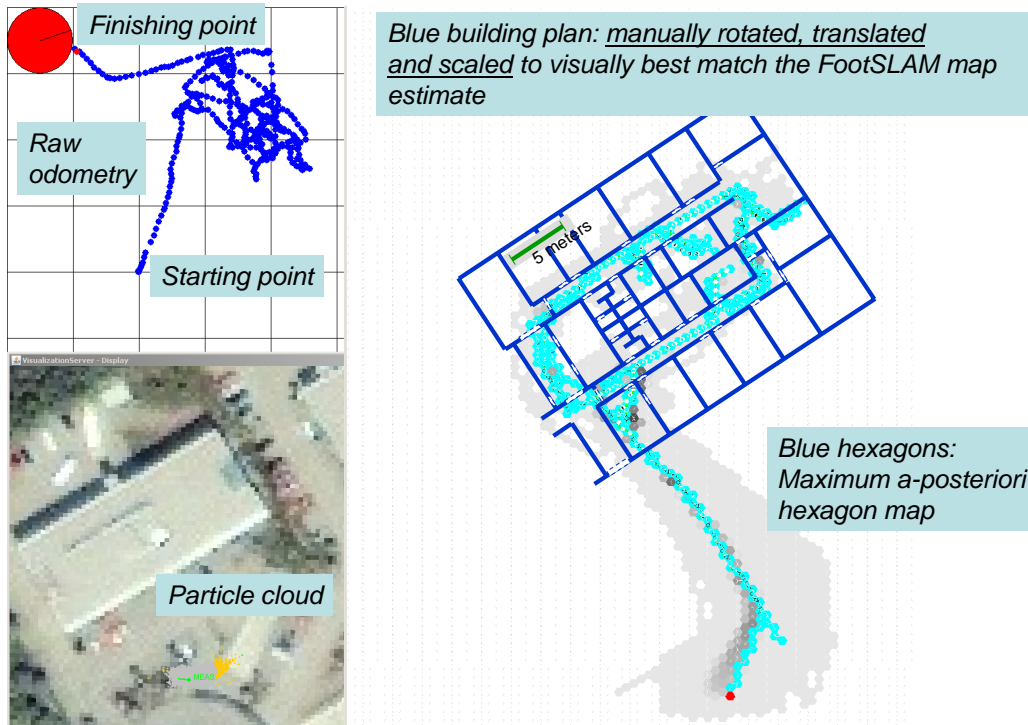 Finishing point
Raw
odometry
Starting point
VisualizationServer - Display
Particle cloud
MEAS
Blue building plan: manually rotated, translated
and scaled to visually best match the FootSLAM map
estimate
5 meters
Blue hexagons:
Maximum a-posteriori
hexagon map